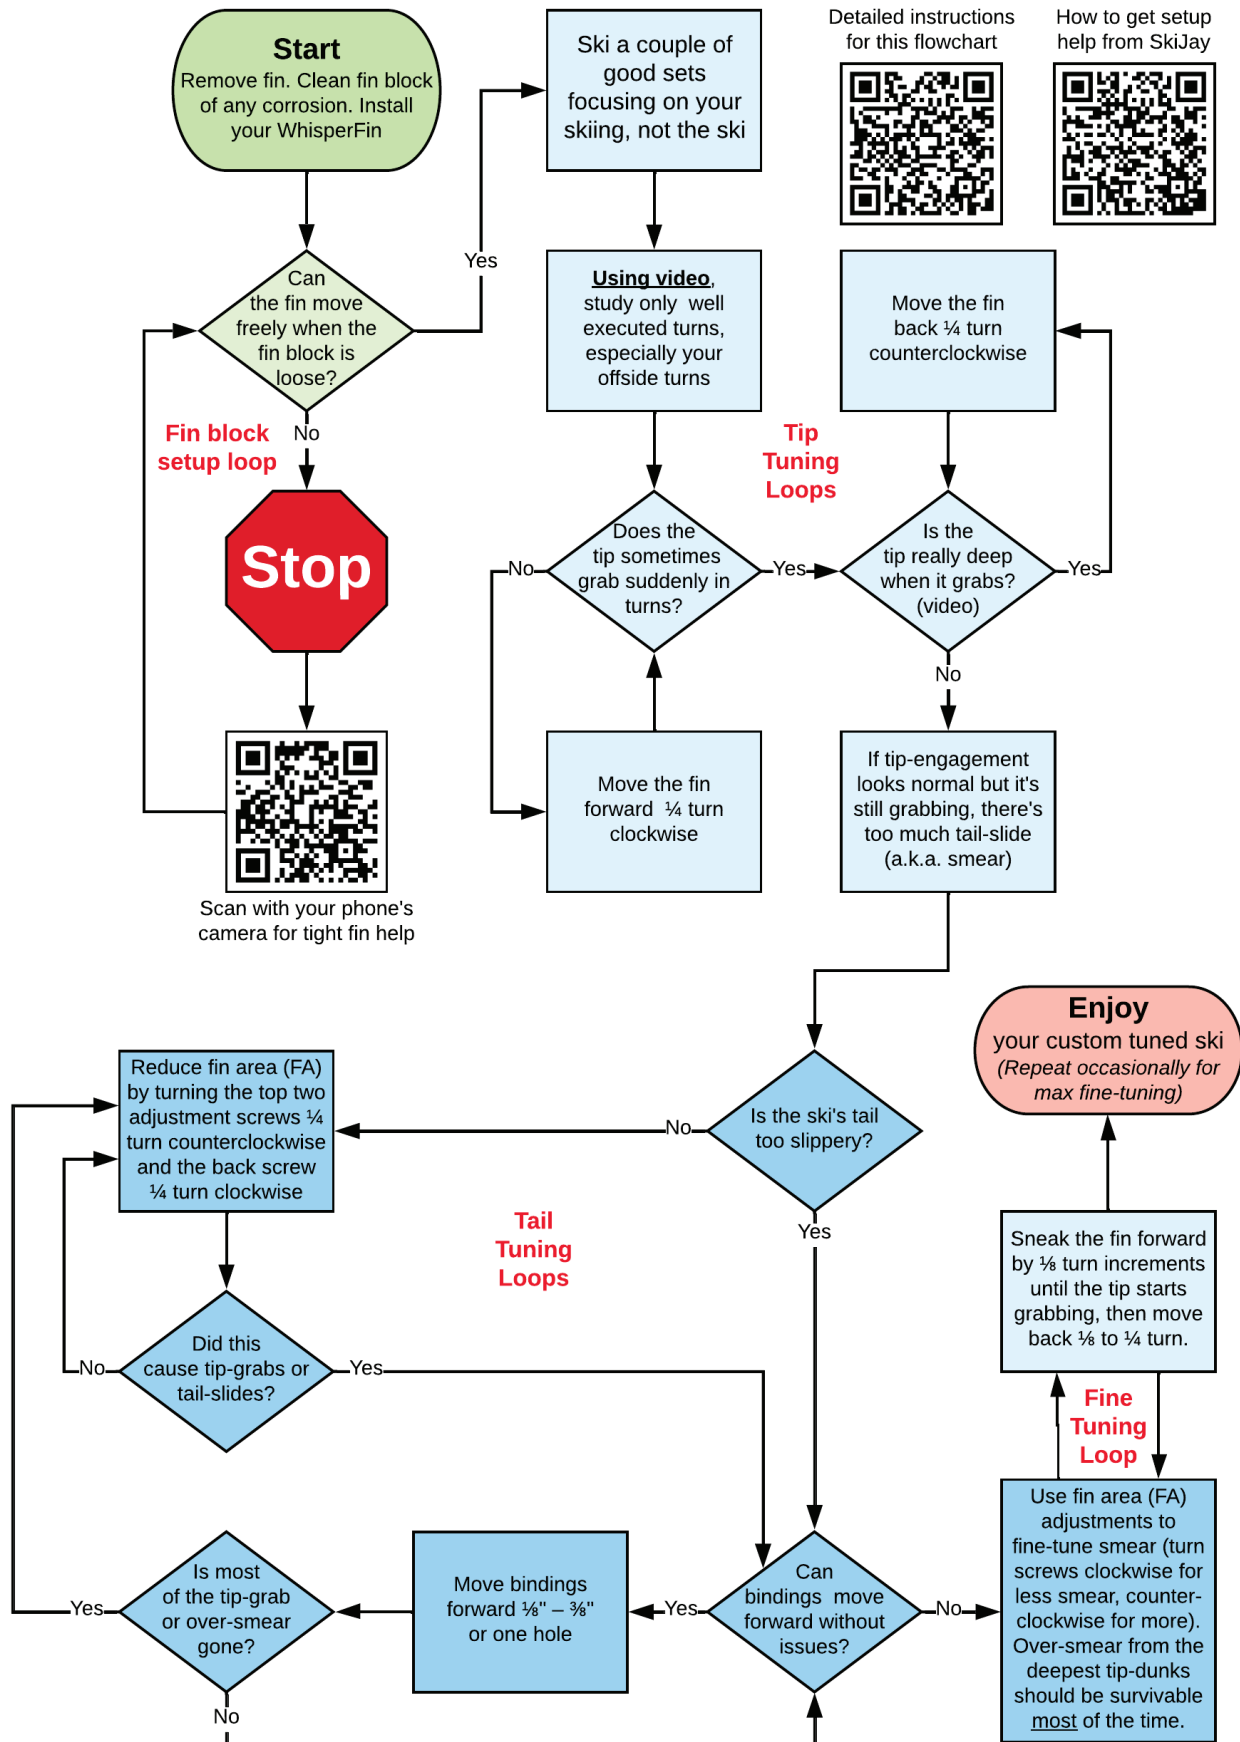 Start
Remove fin. Clean fin block
of any corrosion. Install
your WhisperFin
Ski a couple of
good sets
focusing on your
skiing, not the ski
Detailed instructions
for this flowchart
How to get setup
help from SkiJay
Yes
Can
the fin move
freely when the
fin block is
loose?
Using video,
study only well
executed turns,
especially your
offside turns
Move the fin
back ¼ turn
counterclockwise
Fin block
setup loop
No
Tip
Tuning
Loops
Stop
Does the
tip sometimes
grab suddenly in
turns?
No
Yes
Is the
tip really deep
when it grabs?
(video)
Yes
No
Scan with your phone's
camera for tight fin help
Move the fin
forward ¼ turn
clockwise
If tip-engagement
looks normal but it's
still grabbing, there's
too much tail-slide
(a.k.a. smear)
Enjoy
your custom tuned ski
(Repeat occasionally for
max fine-tuning)
Reduce fin area (FA)
by turning the top two
adjustment screws ¼
turn counterclockwise
and the back screw
¼ turn clockwise
No
Is the ski's tail
too slippery?
Yes
Tail
Tuning
Loops
Sneak the fin forward
by ⅛ turn increments
until the tip starts
grabbing, then move
back ⅛ to ¼ turn.
Did this
cause tip-grabs or
tail-slides?
No
Yes
Fine
Tuning
Loop
Use fin area (FA)
adjustments to
fine-tune smear (turn
screws clockwise for
less smear, counter-
clockwise for more).
Over-smear from the
deepest tip-dunks
should be survivable
most of the time.
Is most
of the tip-grab
or over-smear
gone?
Yes
No
Move bindings
forward ⅛" – ⅜"
or one hole
Yes
Can
bindings move
forward without
issues?
No